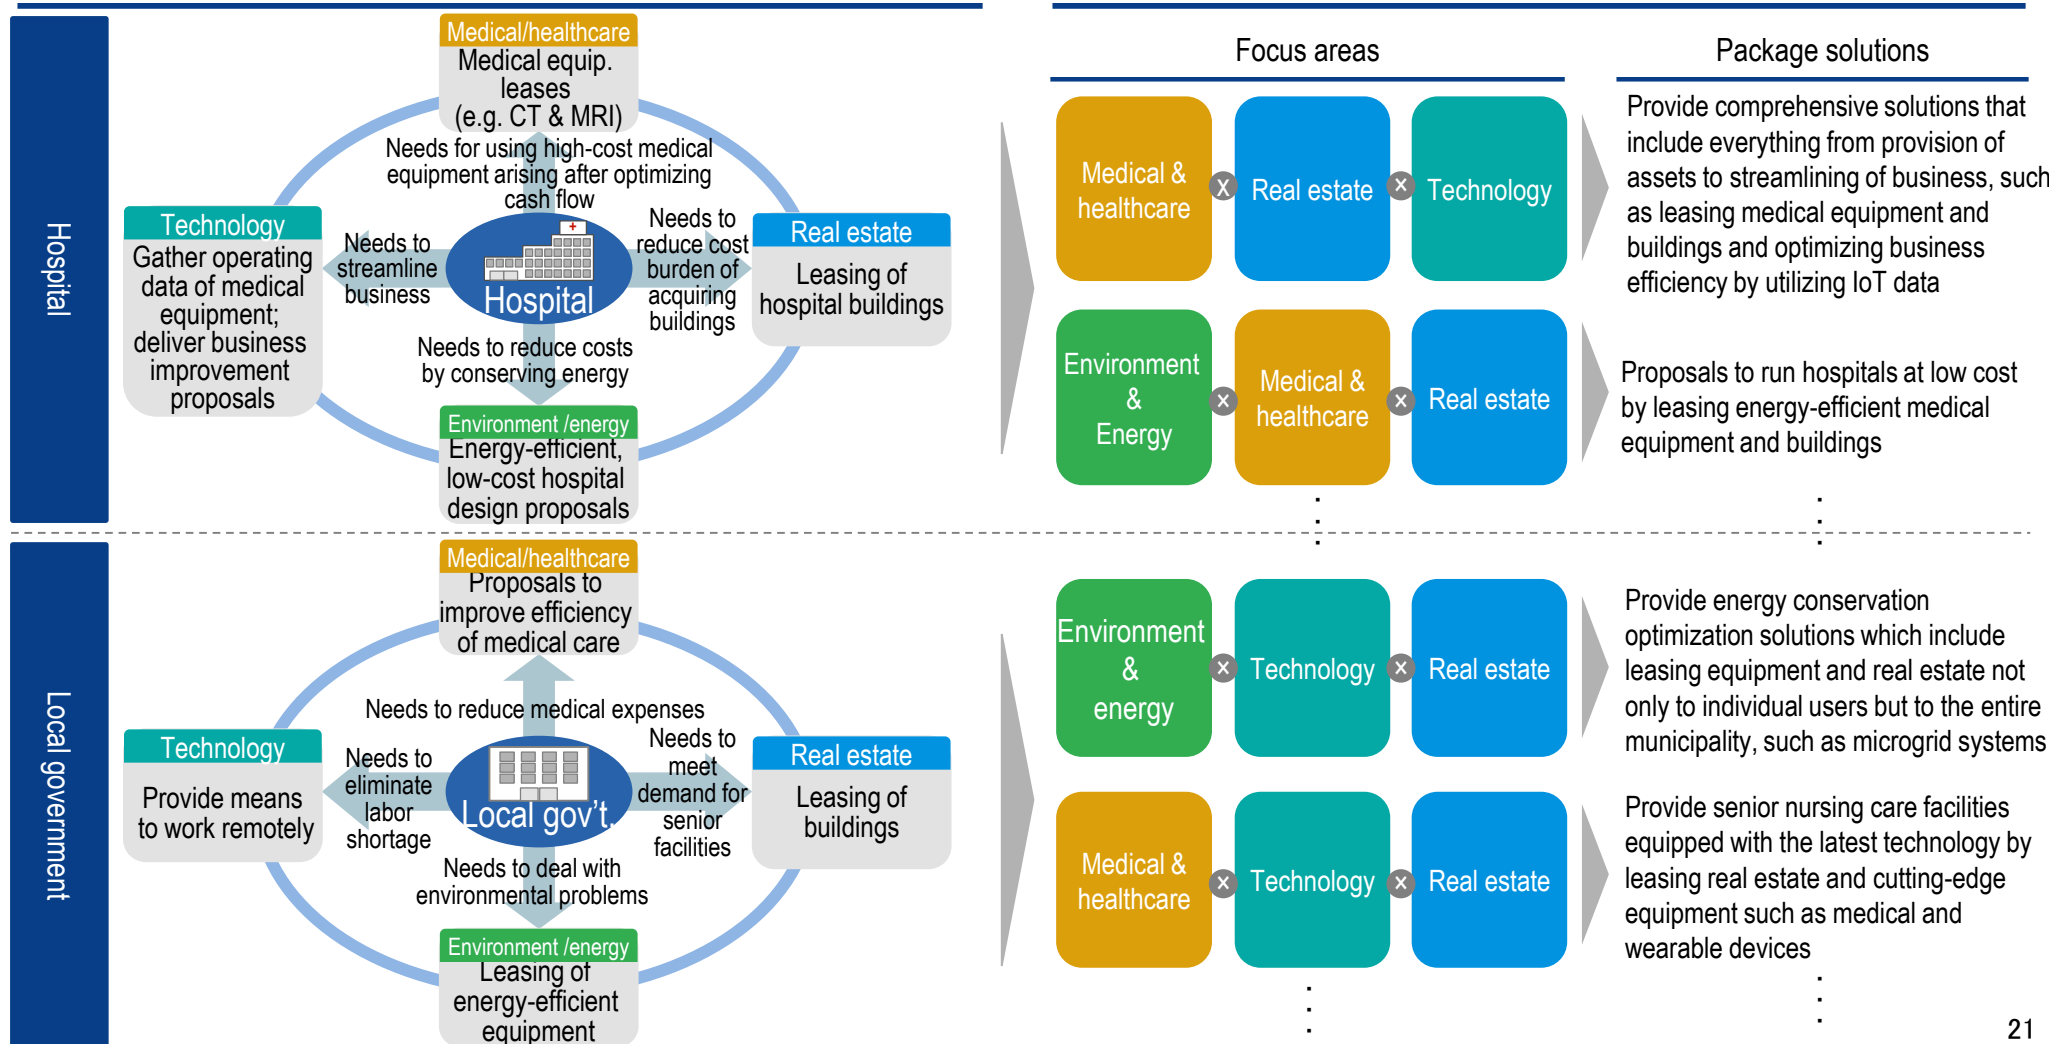 Hospital
Medical/healthcare
Medical equip.
leases
(e.g. CT & MRI)
Needs for using high-cost medical
equipment arising after optimizing
cash flow
Technology
Gather operating
data of medical
equipment;
deliver business
improvement
proposals
Needs to
streamline
business
Hospital
Needs to
reduce cost
burden of
acquiring
buildings
Real estate
Leasing of
hospital buildings
Needs to reduce costs
by conserving energy
Environment /energy
Energy-efficient,
low-cost hospital
design proposals
Focus areas
Package solutions
Medical &
healthcare
x
Real estate
x
Technology
Provide comprehensive solutions that
include everything from provision of
assets to streamlining of business, such
as leasing medical equipment and
buildings and optimizing business
efficiency by utilizing IoT data
Environment
&
Energy
x
Medical &
healthcare
x
Real estate
Proposals to run hospitals at low cost
by leasing energy-efficient medical
equipment and buildings
Local government
Medical/healthcare
Proposals to
improve efficiency
of medical care
Needs to reduce medical expenses
Technology
Provide means
to work remotely
Needs to
eliminate
labor
shortage
Local gov't.
Needs to
meet
demand for
senior
facilities
Real estate
Leasing of
buildings
Needs to deal with
environmental problems
Environment /energy
Leasing of
energy-efficient
equipment
Environment
&
energy
x
Technology
x
Real estate
Provide energy conservation
optimization solutions which include
leasing equipment and real estate not
only to individual users but to the entire
municipality, such as microgrid systems
Medical &
healthcare
x
Technology
x
Real estate
Provide senior nursing care facilities
equipped with the latest technology by
leasing real estate and cutting-edge
equipment such as medical and
wearable devices
21